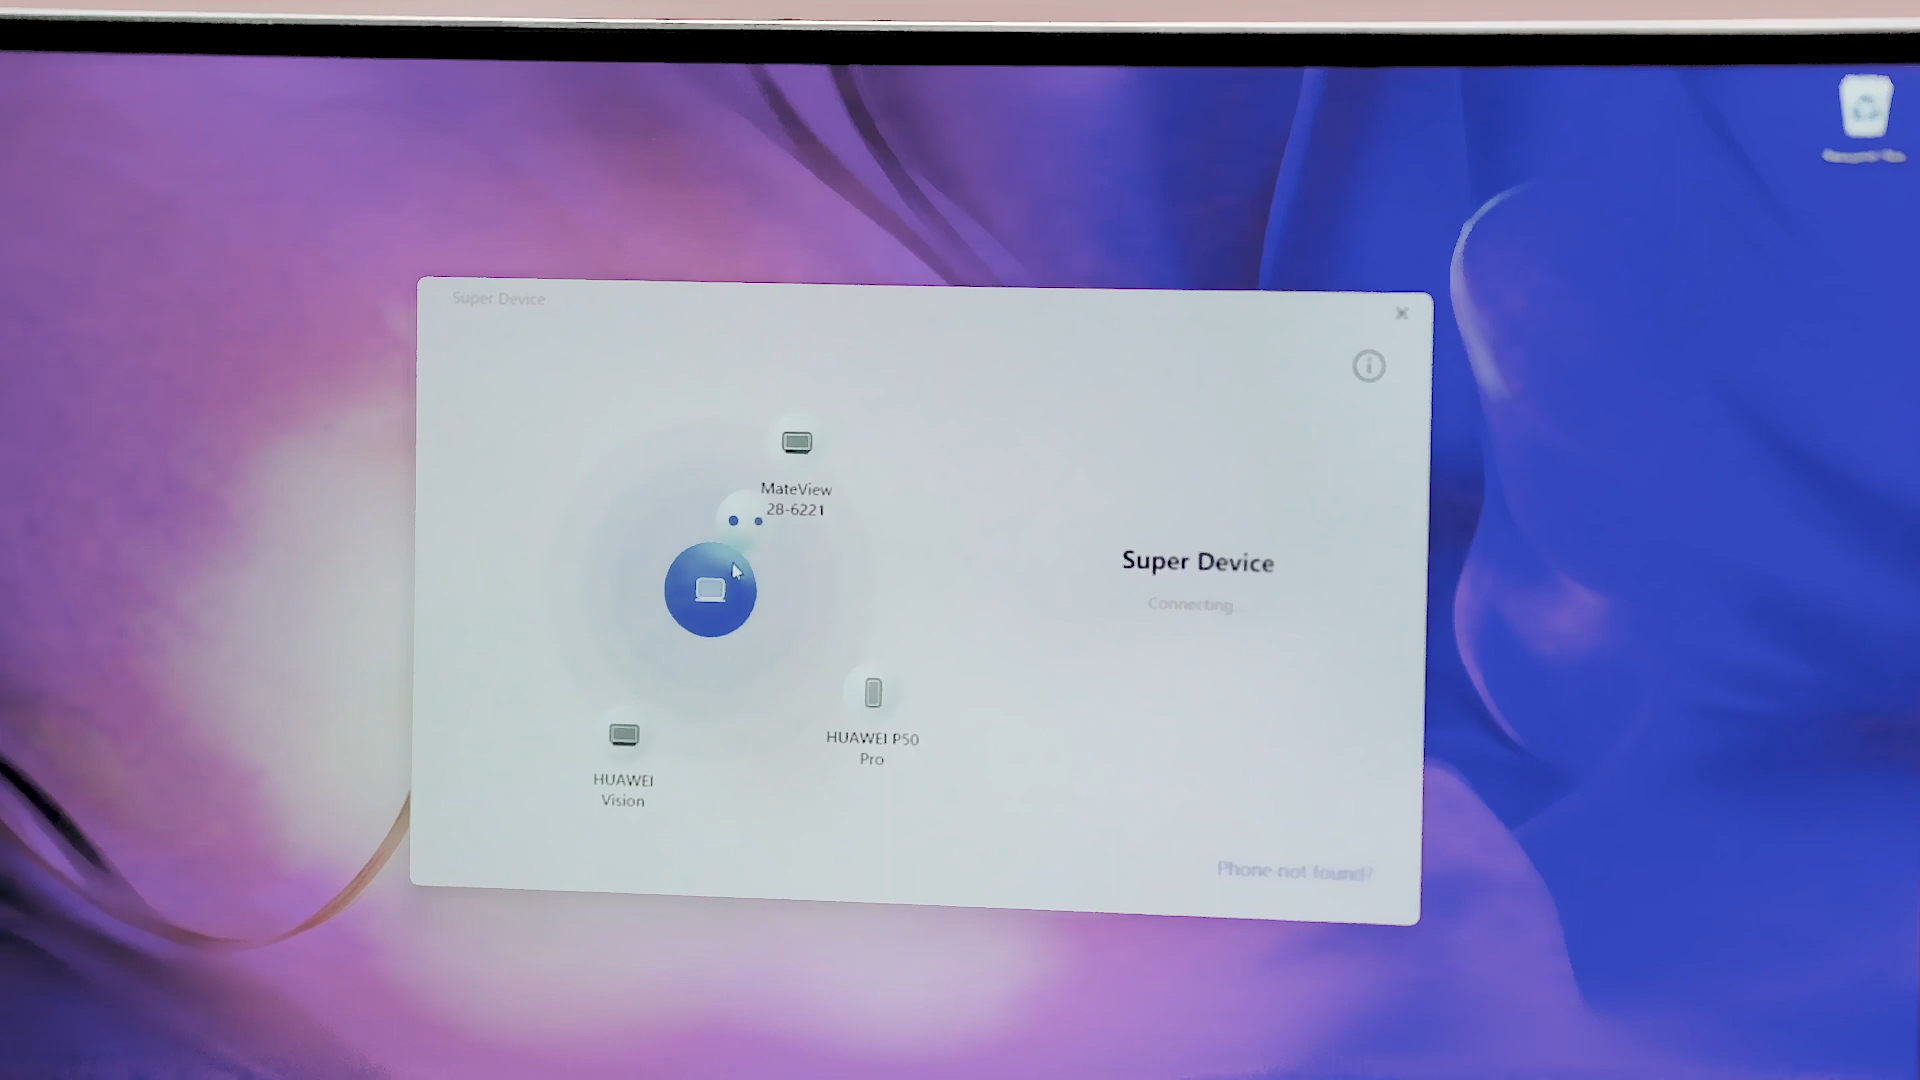 Super Device
MateView
28-6221
Super Device
Connecting...
HUAWEI P50
Pro
HUAWEI
Vision
Phone not found?